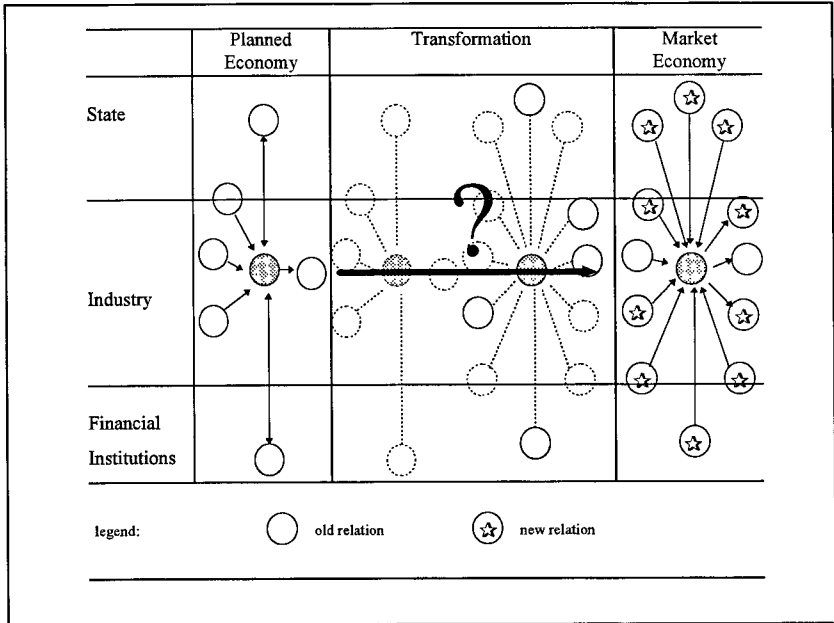 Planned
Economy
Transformation
Market
Economy
State
?
Industry
Financial
Institutions
legend:
old relation
new relation